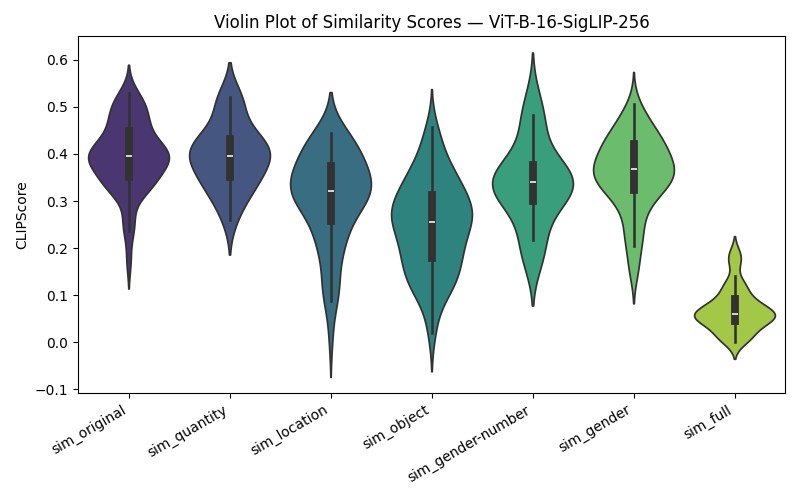 Violin Plot of Similarity Scores — ViT-B-16-SigLIP-256
CLIPScore
0.6
0.5
0.4
0.3
0.2
0.1
0.0
−0.1
sim_original
sim_quantity
sim_location
sim_object
sim_gender-number
sim_gender
sim_full